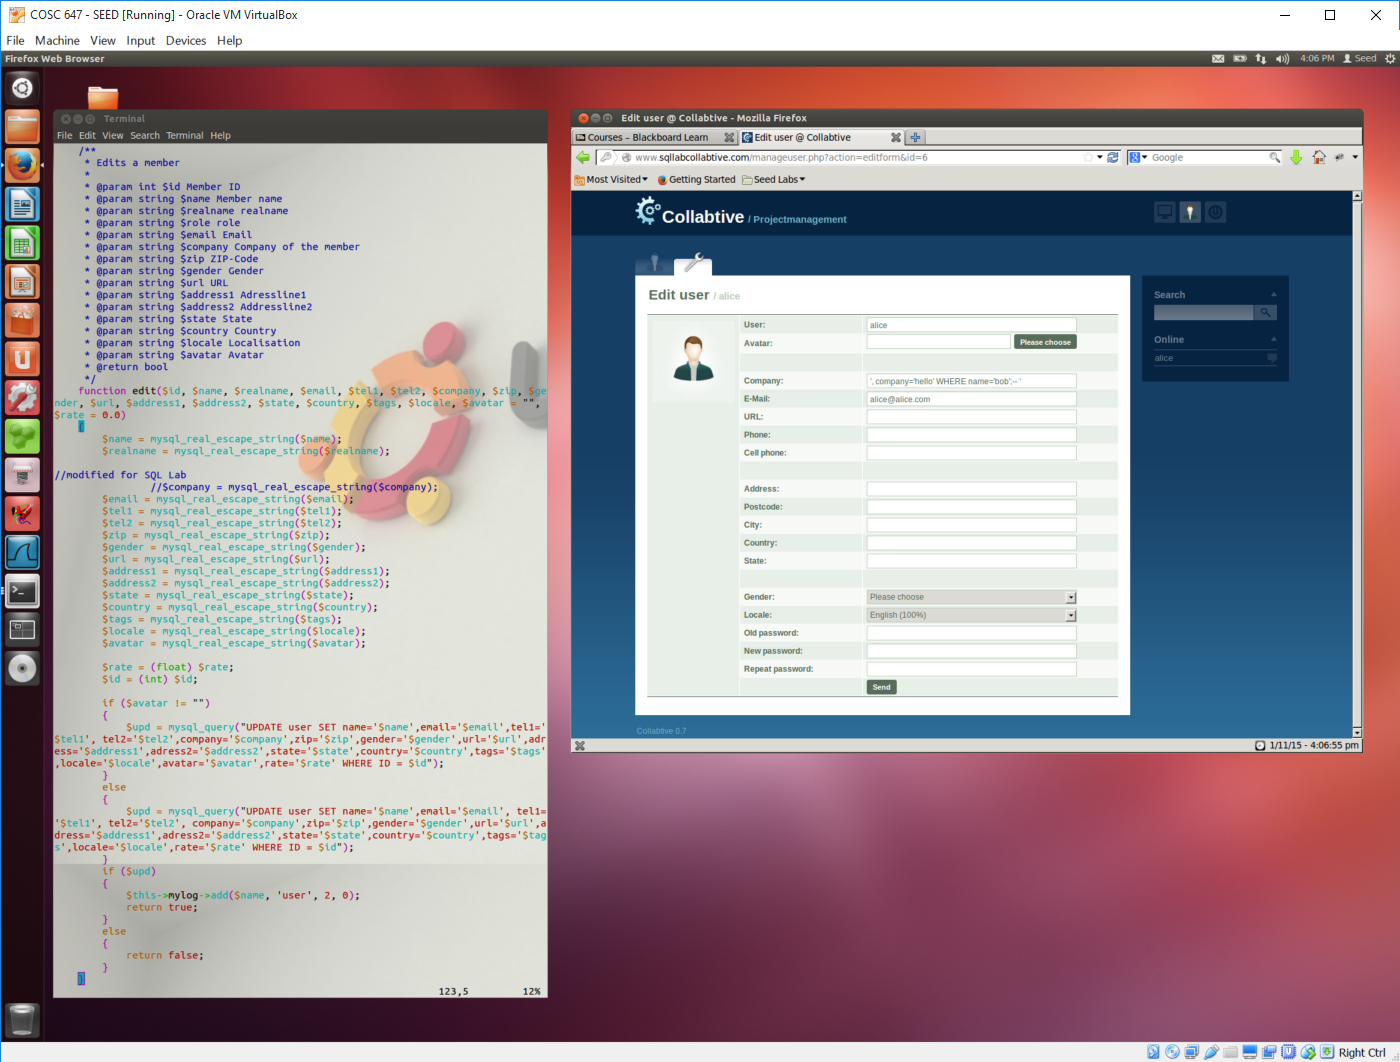 COSC 647 - SEED [Running] - Oracle VM VirtualBox
File Machine View Input Devices Help
Firefox Web Browser
4:06 PM Seed
Terminal
File Edit View Search Terminal Help
/**
* Edits a member
*
* @param int $id Member ID
* @param string $name Member name
* @param string $realname realname
* @param string $role role
* @param string $email Email
* @param string $company Company of the member
* @param string $zip ZIP-Code
* @param string $gender Gender
* @param string $url URL
* @param string $address1 Adressline1
* @param string $address2 Addressline2
* @param string $state State
* @param string $country Country
* @param string $locale Localisation
* @param string $avatar Avatar
* @return bool
*/
function edit($id, $name, $realname, $email, $tel1, $tel2, $company, $zip, $ge
nder, $url, $address1, $address2, $state, $country, $tags, $locale, $avatar = "",
$rate = 0.0)
{
$name = mysql_real_escape_string($name);
$realname = mysql_real_escape_string($realname);
//modified for SQL Lab
//$company = mysql_real_escape_string($company);
$email = mysql_real_escape_string($email);
$tel1 = mysql_real_escape_string($tel1);
$tel2 = mysql_real_escape_string($tel2);
$zip = mysql_real_escape_string($zip);
$gender = mysql_real_escape_string($gender);
$url = mysql_real_escape_string($url);
$address1 = mysql_real_escape_string($address1);
$address2 = mysql_real_escape_string($address2);
$state = mysql_real_escape_string($state);
$country = mysql_real_escape_string($country);
$tags = mysql_real_escape_string($tags);
$locale = mysql_real_escape_string($locale);
$avatar = mysql_real_escape_string($avatar);
$rate = (float) $rate;
$id = (int) $id;
if ($avatar != "")
{
$upd = mysql_query("UPDATE user SET name='$name',email='$email',tel1='
$tel1', tel2='$tel2',company='$company',zip='$zip',gender='$gender',url='$url',adr
ess='$address1',adress2='$address2',state='$state',country='$country',tags='$tags'
,locale='$locale',avatar='$avatar',rate='$rate' WHERE ID = $id");
}
else
{
$upd = mysql_query("UPDATE user SET name='$name',email='$email', tel1=
'$tel1', tel2='$tel2', company='$company',zip='$zip',gender='$gender',url='$url',a
dress='$address1',adress2='$address2',state='$state',country='$country',tags='$tag
s',locale='$locale',rate='$rate' WHERE ID = $id");
}
if ($upd)
{
$this->mylog->add($name, 'user', 2, 0);
return true;
}
else
{
return false;
}
}
123,5 12%
Edit user @ Collabtive - Mozilla Firefox
Courses – Blackboard Learn
Edit user @ Collabtive
www.sqllabcollabtive.com/manageuser.php?action=editform&id=6
Google
Most Visited Getting Started Seed Labs
Collabtive / Projectmanagement
Edit user / alice
User: alice
Avatar: Please choose
Company: ', company='hello' WHERE name='bob';-- '
E-Mail: alice@alice.com
URL:
Phone:
Cell phone:
Address:
Postcode:
City:
Country:
State:
Gender: Please choose
Locale: English (100%)
Old password:
New password:
Repeat password:
Send
Search
Online
alice
Collabtive 0.7
1/11/15 - 4:06:55 pm
Right Ctrl